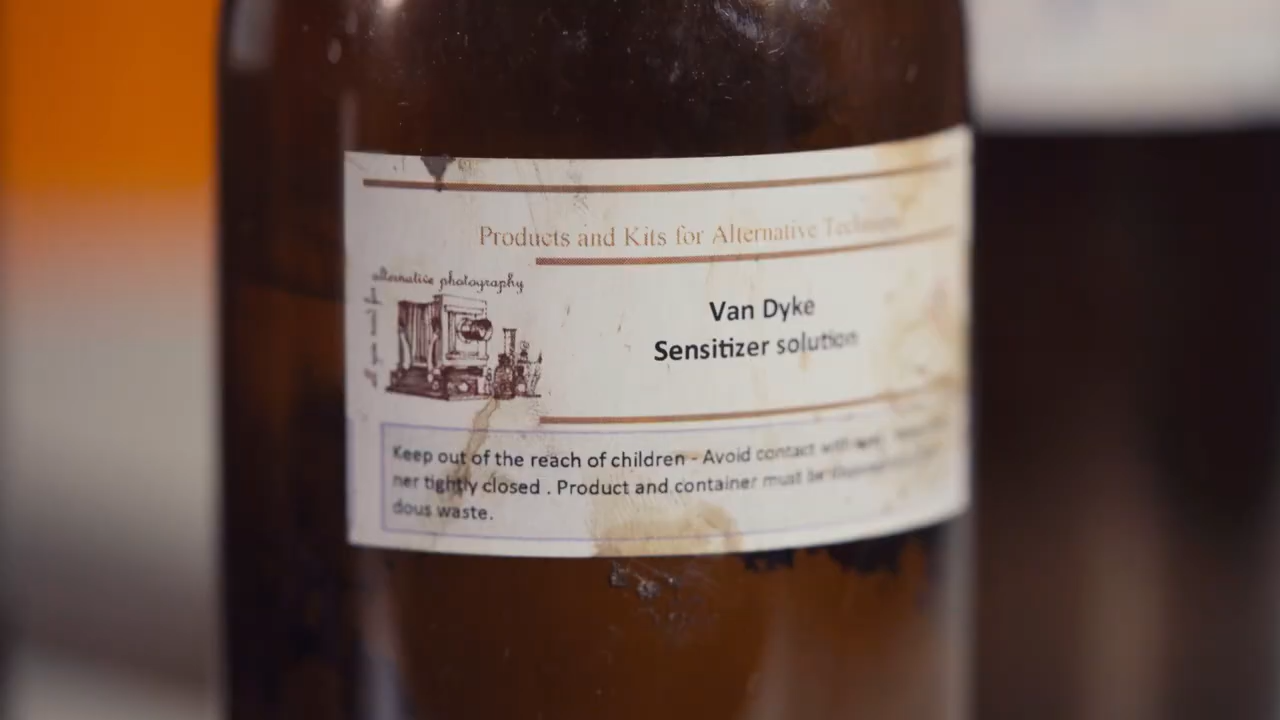 Products and Kits for Alternative
alternative photography
Van Dyke
Sensitizer solution
Keep out of the reach of children - Avoid contact with
ner tightly closed . Product and container must be
dous waste.